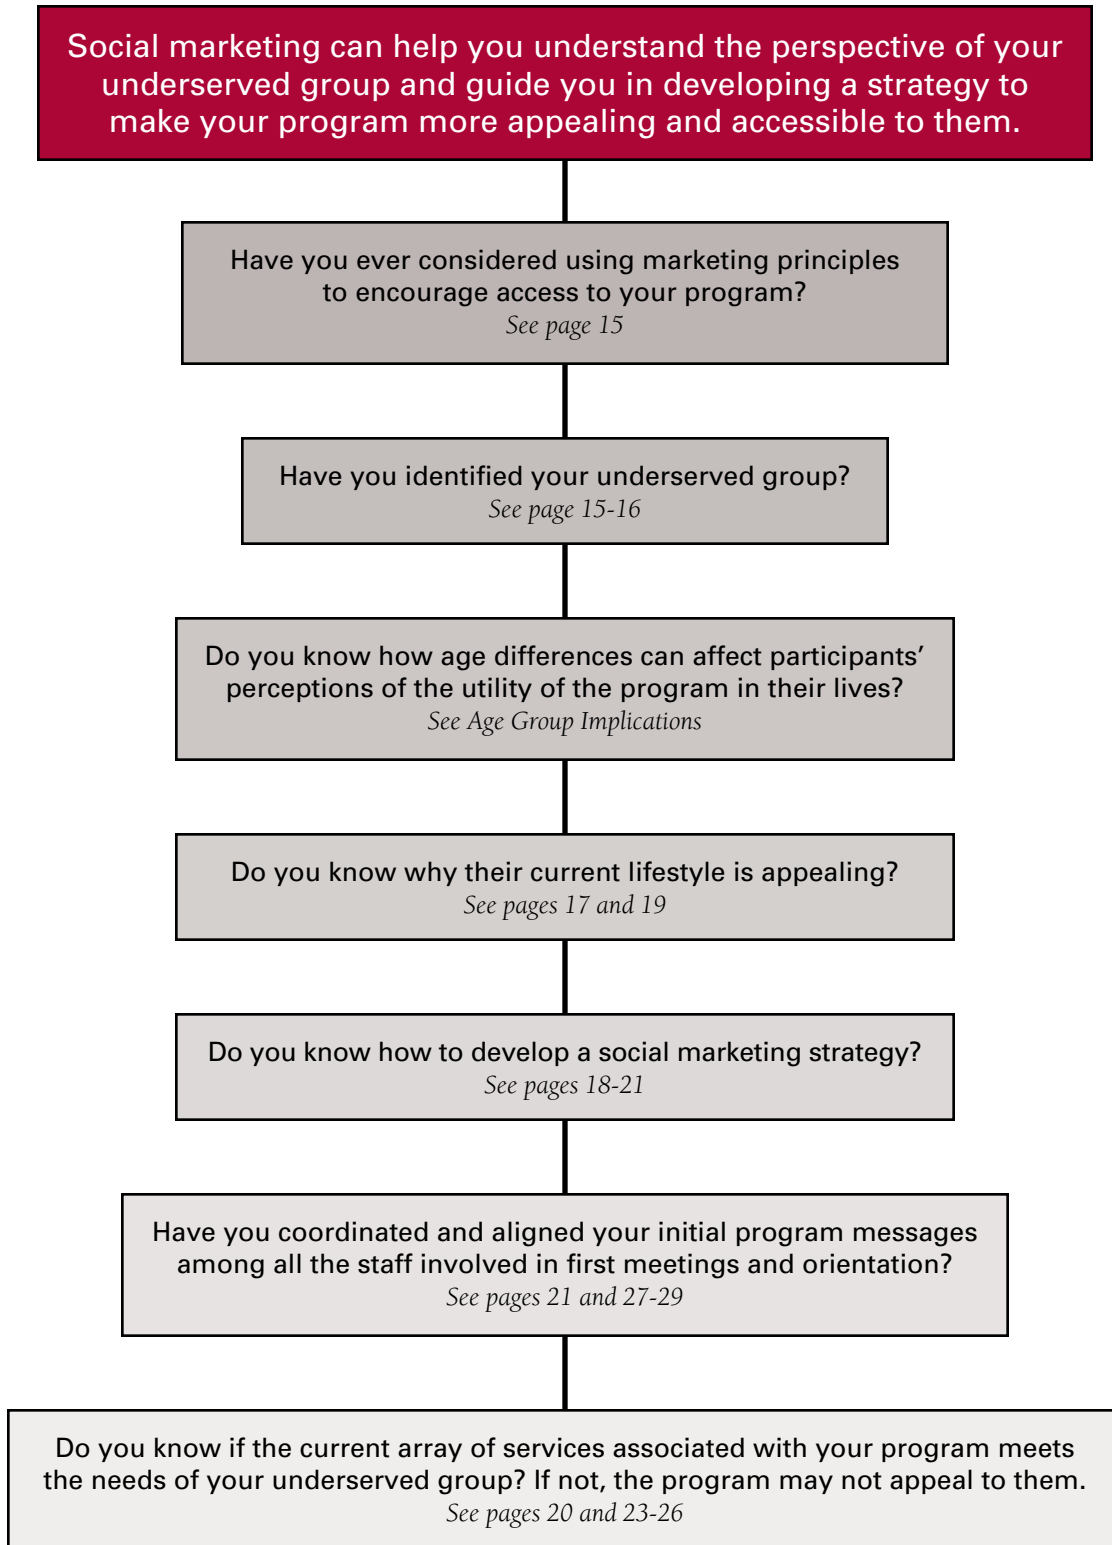 Social marketing can help you understand the perspective of your
underserved group and guide you in developing a strategy to
make your program more appealing and accessible to them.
Have you ever considered using marketing principles
to encourage access to your program?
See page 15
Have you identified your underserved group?
See page 15-16
Do you know how age differences can affect participants’
perceptions of the utility of the program in their lives?
See Age Group Implications
Do you know why their current lifestyle is appealing?
See pages 17 and 19
Do you know how to develop a social marketing strategy?
See pages 18-21
Have you coordinated and aligned your initial program messages
among all the staff involved in first meetings and orientation?
See pages 21 and 27-29
Do you know if the current array of services associated with your program meets
the needs of your underserved group? If not, the program may not appeal to them.
See pages 20 and 23-26